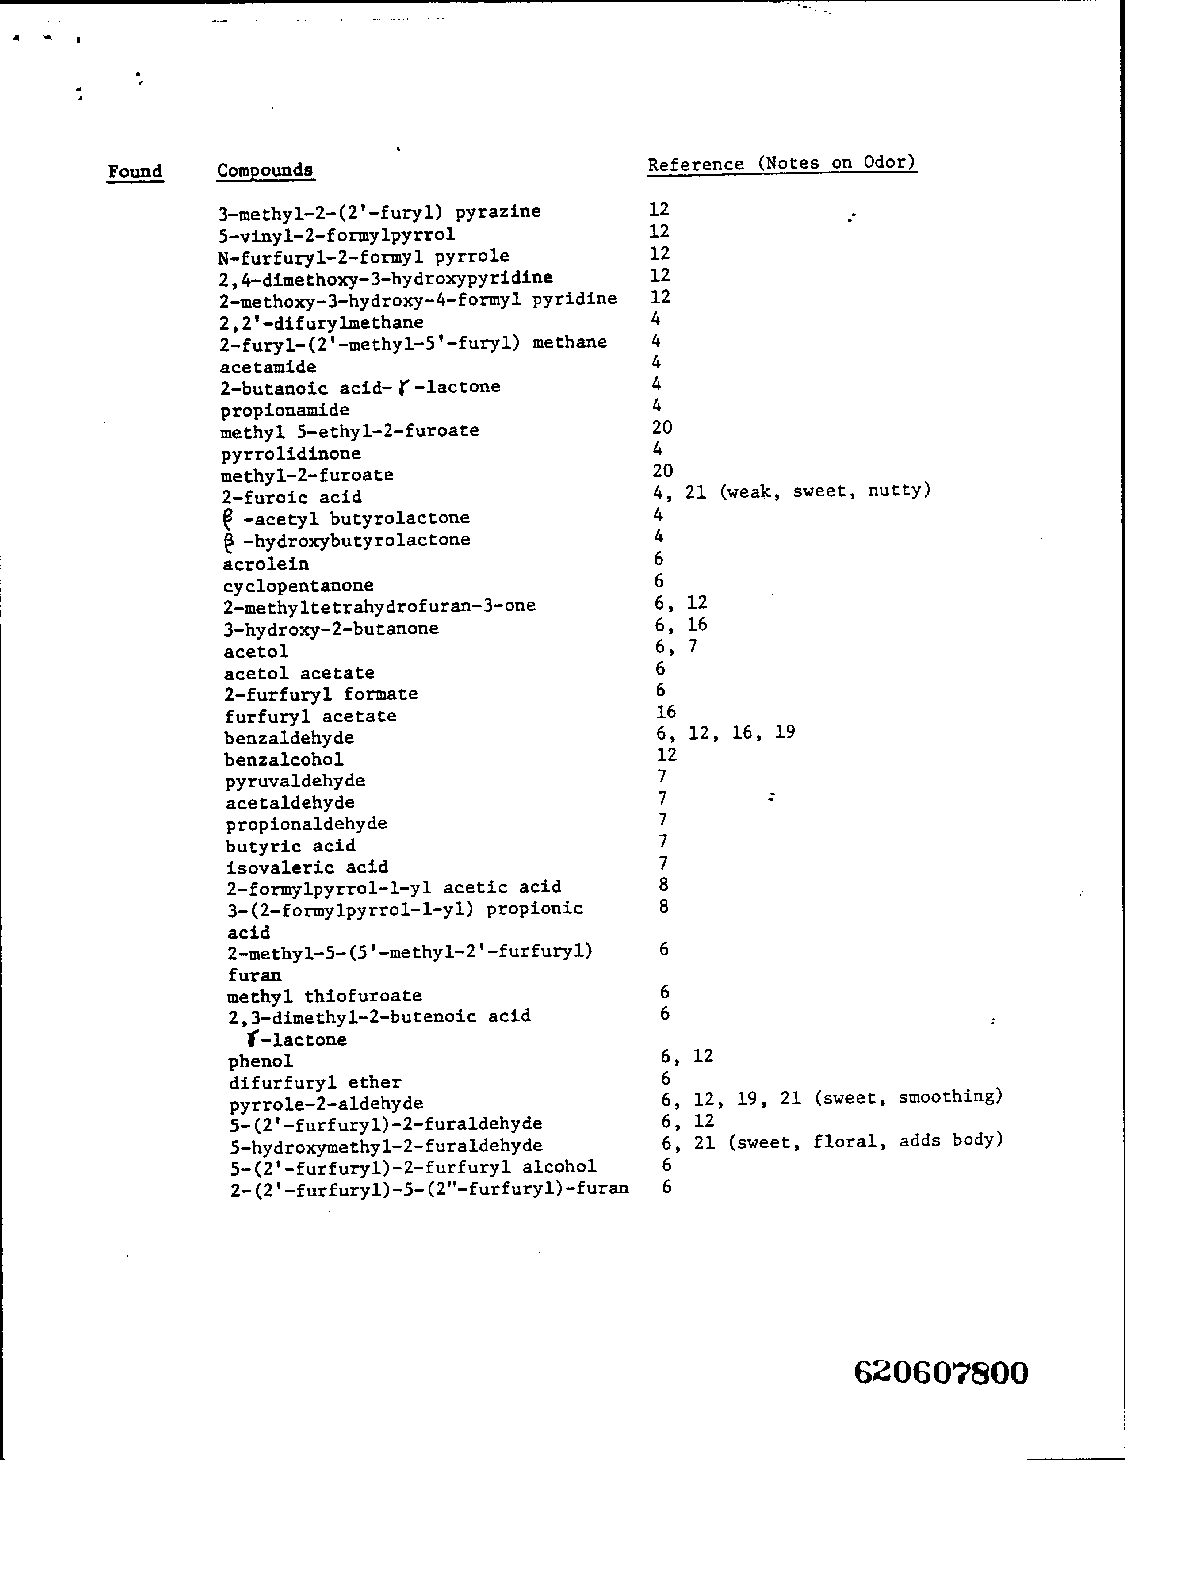 Found Compounds Reference (Notes on Odor)
3-methyl-2-(2'-furyl) pyrazine 12
5-vinyl-2-formylpyrrol 12
N-furfuryl-2-formyl pyrrole 12
2,4-dimethoxy-3-hydroxypyridine 12
2-methoxy-3-hydroxy-4-formyl pyridine 12
2,2'-difurylmethane 4
2-furyl-(2'-methyl-5'-furyl) methane 4
acetamide 4
2-butanoic acid-γ-lactone 4
propionamide 4
methyl 5-ethyl-2-furoate 20
pyrrolidinone 4
methyl-2-furoate 20
2-furoic acid 4, 21 (weak, sweet, nutty)
β -acetyl butyrolactone 4
β -hydroxybutyrolactone 4
acrolein 6
cyclopentanone 6
2-methyltetrahydrofuran-3-one 6, 12
3-hydroxy-2-butanone 6, 16
acetol 6, 7
acetol acetate 6
2-furfuryl formate 6
furfuryl acetate 16
benzaldehyde 6, 12, 16, 19
benzalcohol 12
pyruvaldehyde 7
acetaldehyde 7
propionaldehyde 7
butyric acid 7
isovaleric acid 7
2-formylpyrrol-1-yl acetic acid 8
3-(2-formylpyrrol-1-yl) propionic 8
acid
2-methyl-5-(5'-methyl-2'-furfuryl) 6
furan
methyl thiofuroate 6
2,3-dimethyl-2-butenoic acid 6
γ-lactone
phenol 6, 12
difurfuryl ether 6
pyrrole-2-aldehyde 6, 12, 19, 21 (sweet, smoothing)
5-(2'-furfuryl)-2-furaldehyde 6, 12
5-hydroxymethyl-2-furaldehyde 6, 21 (sweet, floral, adds body)
5-(2'-furfuryl)-2-furfuryl alcohol 6
2-(2'-furfuryl)-5-(2"-furfuryl)-furan 6
620607800